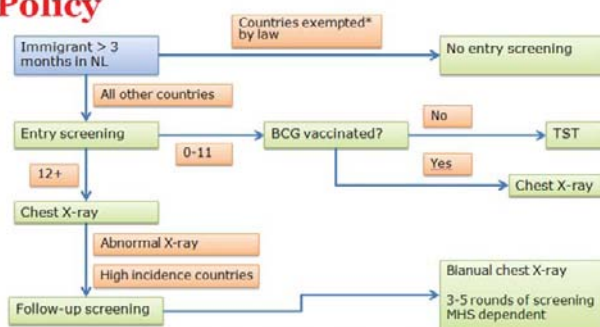 Policy
Countries exempted*
by law
Immigrant > 3
months in NL
No entry screening
All other countries
No
Entry screening
BCG vaccinated?
TST
0-11
Yes
12+
Chest X-ray
Chest X-ray
Abnormal X-ray
High incidence countries
Bianual chest X-ray
3-5 rounds of screening
MHS dependent
Follow-up screening